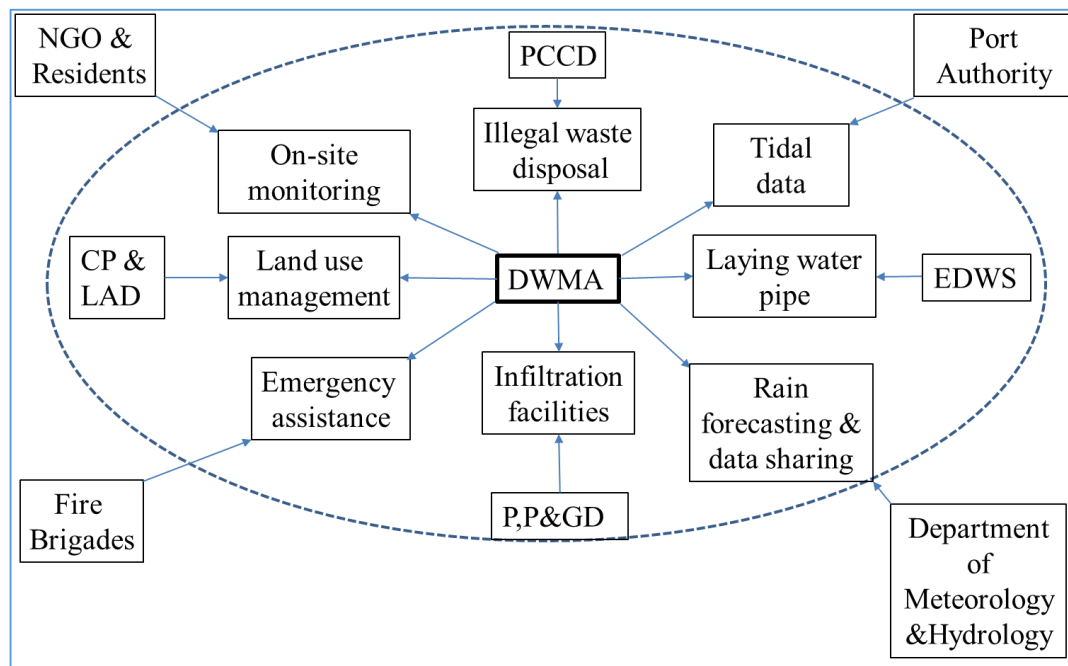 NGO &
Residents
PCCD
Port
Authority
On-site
monitoring
Illegal waste
disposal
Tidal
data
CP &
LAD
Land use
management
DWMA
Laying water
pipe
EDWS
Emergency
assistance
Infiltration
facilities
Rain
forecasting &
data sharing
Fire
Brigades
P,P&GD
Department
of
Meteorology
&Hydrology